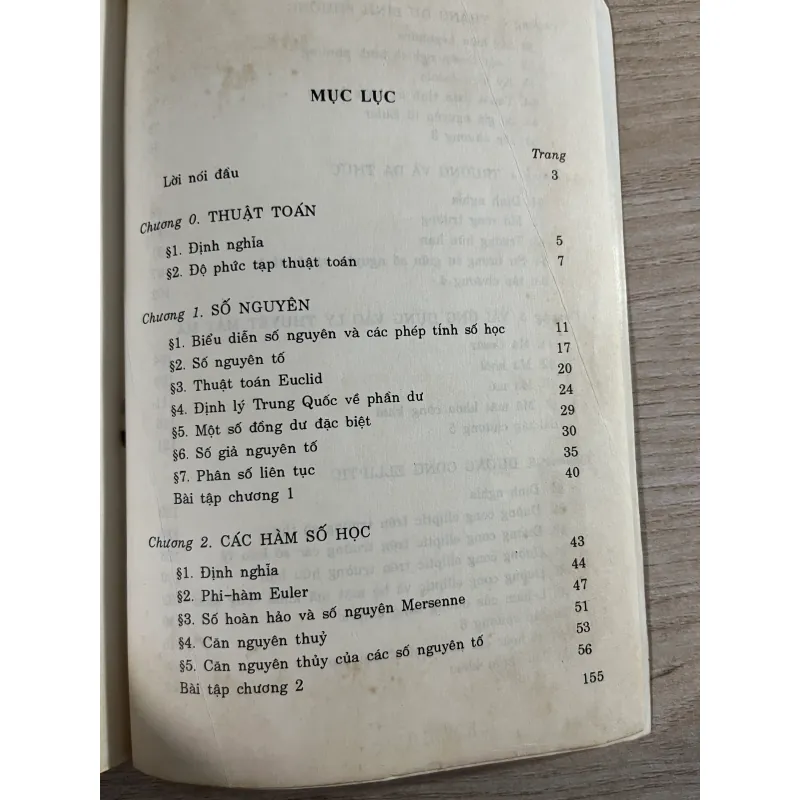 MỤC LỤC
Trang
Lời nói đầu 3
Chương 0. THUẬT TOÁN
§1. Định nghĩa 5
§2. Độ phức tạp thuật toán 7
Chương 1. SỐ NGUYÊN
§1. Biểu diễn số nguyên và các phép tính số học 11
§2. Số nguyên tố 17
§3. Thuật toán Euclid 20
§4. Định lý Trung Quốc về phần dư 24
§5. Một số đồng dư đặc biệt 29
§6. Số giả nguyên tố 30
§7. Phân số liên tục 35
Bài tập chương 1 40
Chương 2. CÁC HÀM SỐ HỌC
§1. Định nghĩa 43
§2. Phi-hàm Euler 44
§3. Số hoàn hảo và số nguyên Mersenne 47
§4. Căn nguyên thuỷ 51
§5. Căn nguyên thủy của các số nguyên tố 53
Bài tập chương 2 56
155